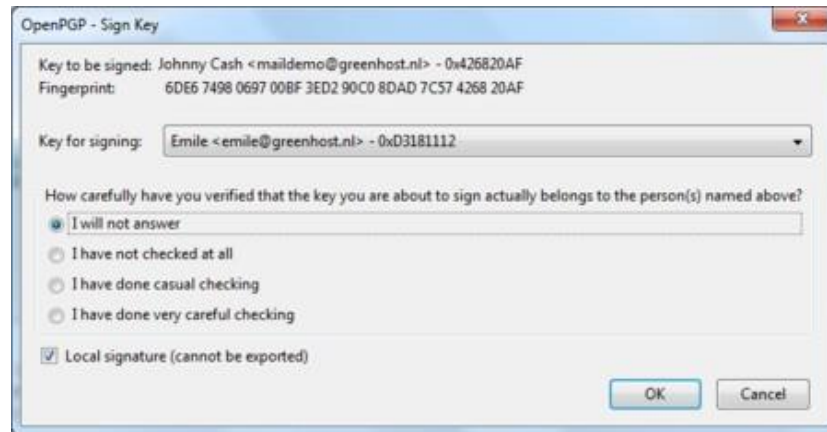 OpenPGP - Sign Key
Key to be signed: Johnny Cash <maildemo@greenhost.nl> - 0x426820AF
Fingerprint: 6DE6 7498 0697 00BF 3ED2 90C0 8DAD 7C57 4268 20AF
Key for signing: Emile <emile@greenhost.nl> - 0xD3181112
How carefully have you verified that the key you are about to sign actually belongs to the person(s) named above?
I will not answer
I have not checked at all
I have done casual checking
I have done very careful checking
Local signature (cannot be exported)
OK Cancel